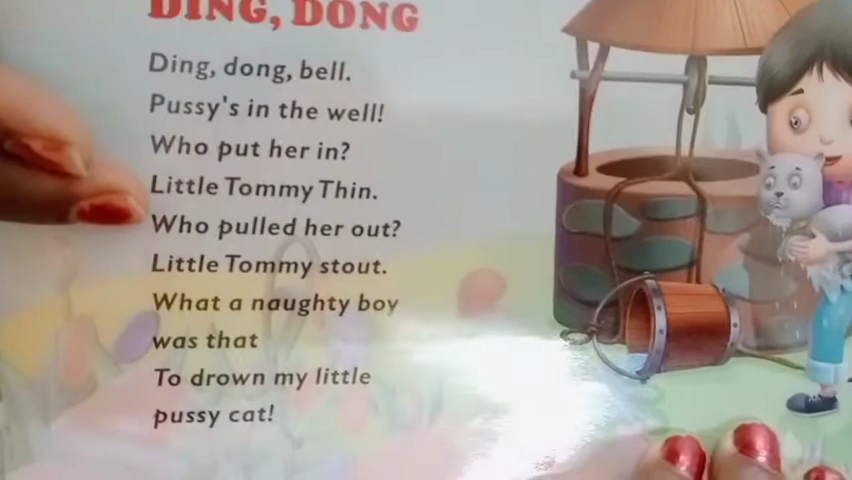 DING, DONG
Ding, dong, bell.
Pussy's in the well!
Who put her in?
Little Tommy Thin.
Who pulled her out?
Little Tommy stout.
What a naughty boy
was that
To drown my little
pussy cat!